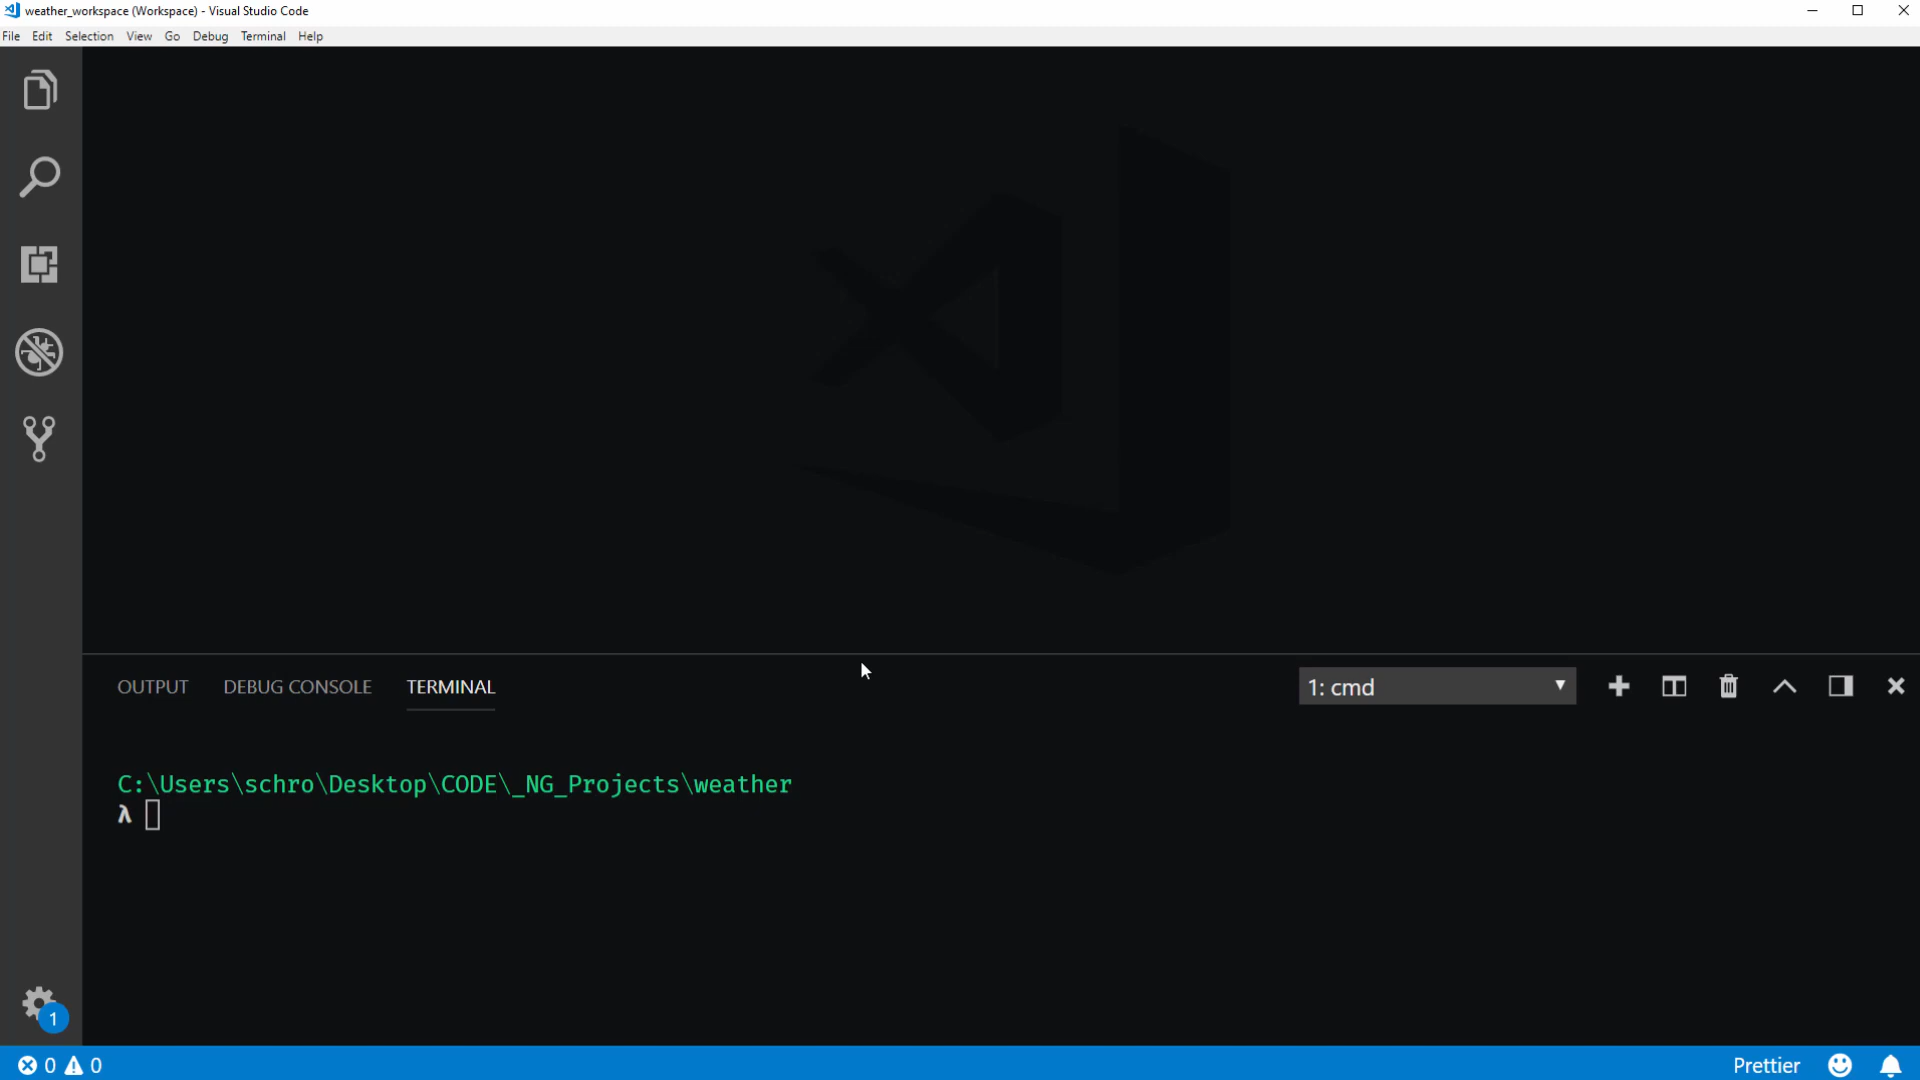 weather_workspace (Workspace) - Visual Studio Code
File Edit Selection View Go Debug Terminal Help
OUTPUT DEBUG CONSOLE TERMINAL 1: cmd
C:\Users\schro\Desktop\CODE\_NG_Projects\weather
λ
1
0 0 Prettier